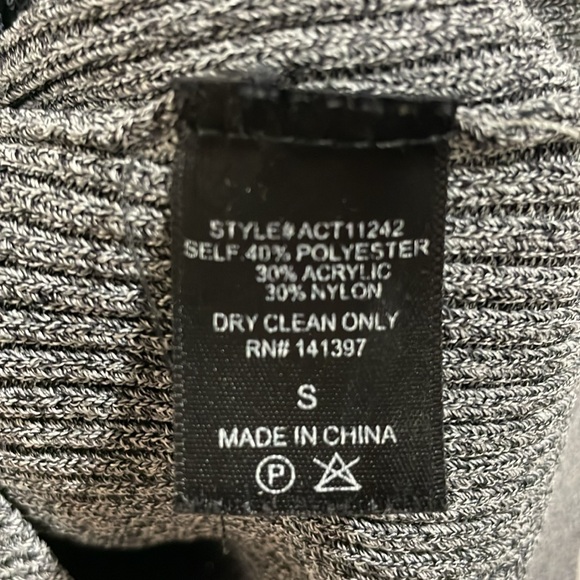 STYLE#ACT11242
SELF:40% POLYESTER
30% ACRYLIC
30% NYLON
DRY CLEAN ONLY
RN# 141397
S
MADE IN CHINA
P